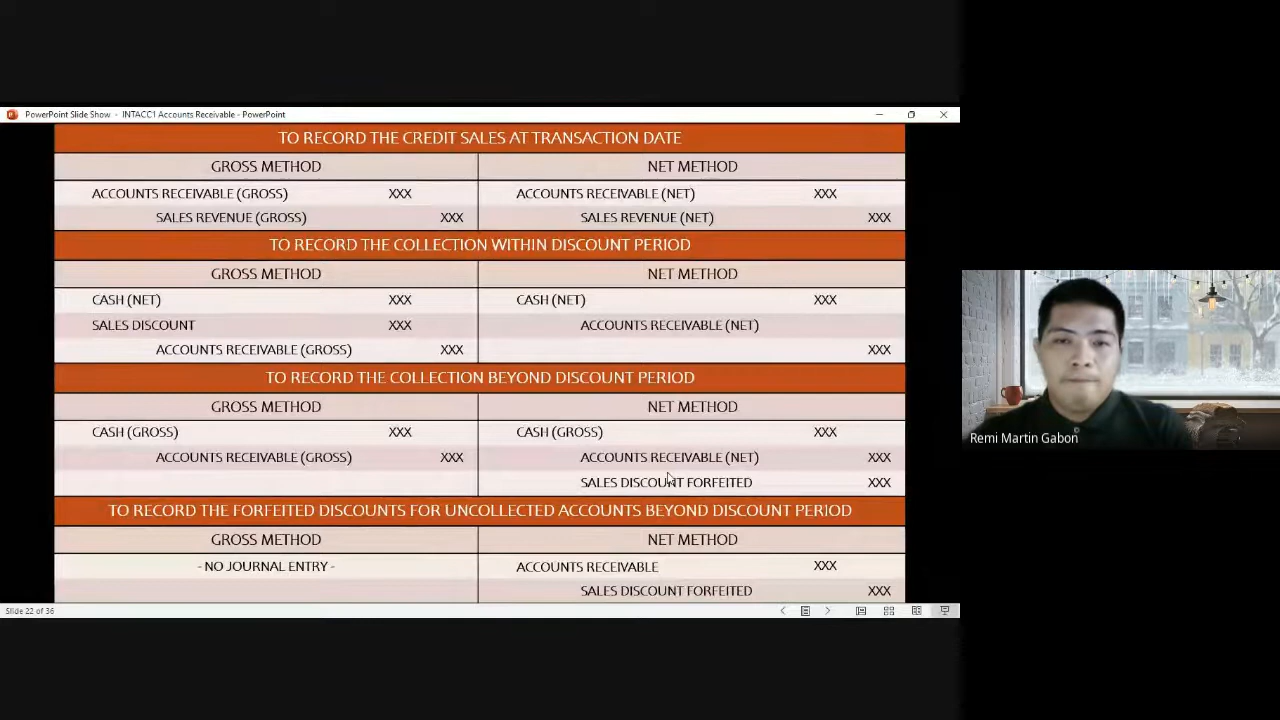 PowerPoint Slide Show - INTACC1 Accounts Receivable - PowerPoint
TO RECORD THE CREDIT SALES AT TRANSACTION DATE
GROSS METHOD NET METHOD
ACCOUNTS RECEIVABLE (GROSS) XXX ACCOUNTS RECEIVABLE (NET) XXX
SALES REVENUE (GROSS) XXX SALES REVENUE (NET) XXX
TO RECORD THE COLLECTION WITHIN DISCOUNT PERIOD
GROSS METHOD NET METHOD
CASH (NET) XXX CASH (NET) XXX
SALES DISCOUNT XXX ACCOUNTS RECEIVABLE (NET)
ACCOUNTS RECEIVABLE (GROSS) XXX XXX
TO RECORD THE COLLECTION BEYOND DISCOUNT PERIOD
GROSS METHOD NET METHOD
CASH (GROSS) XXX CASH (GROSS) XXX
ACCOUNTS RECEIVABLE (GROSS) XXX ACCOUNTS RECEIVABLE (NET) XXX
SALES DISCOUNT FORFEITED XXX
TO RECORD THE FORFEITED DISCOUNTS FOR UNCOLLECTED ACCOUNTS BEYOND DISCOUNT PERIOD
GROSS METHOD NET METHOD
- NO JOURNAL ENTRY - ACCOUNTS RECEIVABLE XXX
SALES DISCOUNT FORFEITED XXX
Slide 22 of 36
Remi Martin Gabon